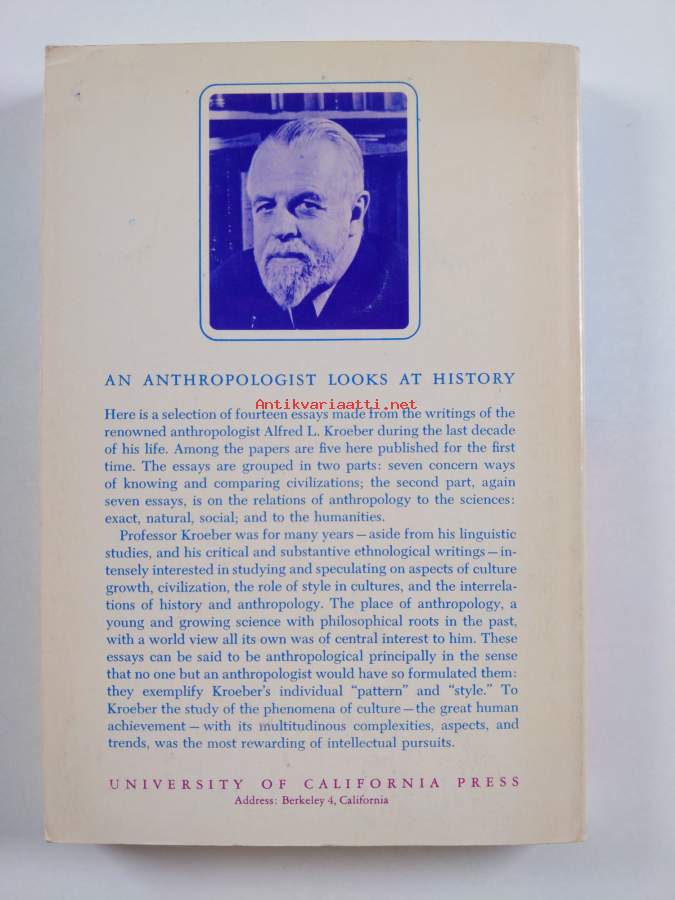 AN ANTHROPOLOGIST LOOKS AT HISTORY
Antikvariaatti.net
Here is a selection of fourteen essays made from the writings of the
renowned anthropologist Alfred L. Kroeber during the last decade
of his life. Among the papers are five here published for the first
time. The essays are grouped in two parts: seven concern ways
of knowing and comparing civilizations; the second part, again
seven essays, is on the relations of anthropology to the sciences:
exact, natural, social; and to the humanities.
Professor Kroeber was for many years—aside from his linguistic
studies, and his critical and substantive ethnological writings—in-
tensely interested in studying and speculating on aspects of culture
growth, civilization, the role of style in cultures, and the interrela-
tions of history and anthropology. The place of anthropology, a
young and growing science with philosophical roots in the past,
with a world view all its own was of central interest to him. These
essays can be said to be anthropological principally in the sense
that no one but an anthropologist would have so formulated them:
they exemplify Kroeber's individual "pattern" and "style." To
Kroeber the study of the phenomena of culture—the great human
achievement—with its multitudinous complexities, aspects, and
trends, was the most rewarding of intellectual pursuits.
UNIVERSITY OF CALIFORNIA PRESS
Address: Berkeley 4, California